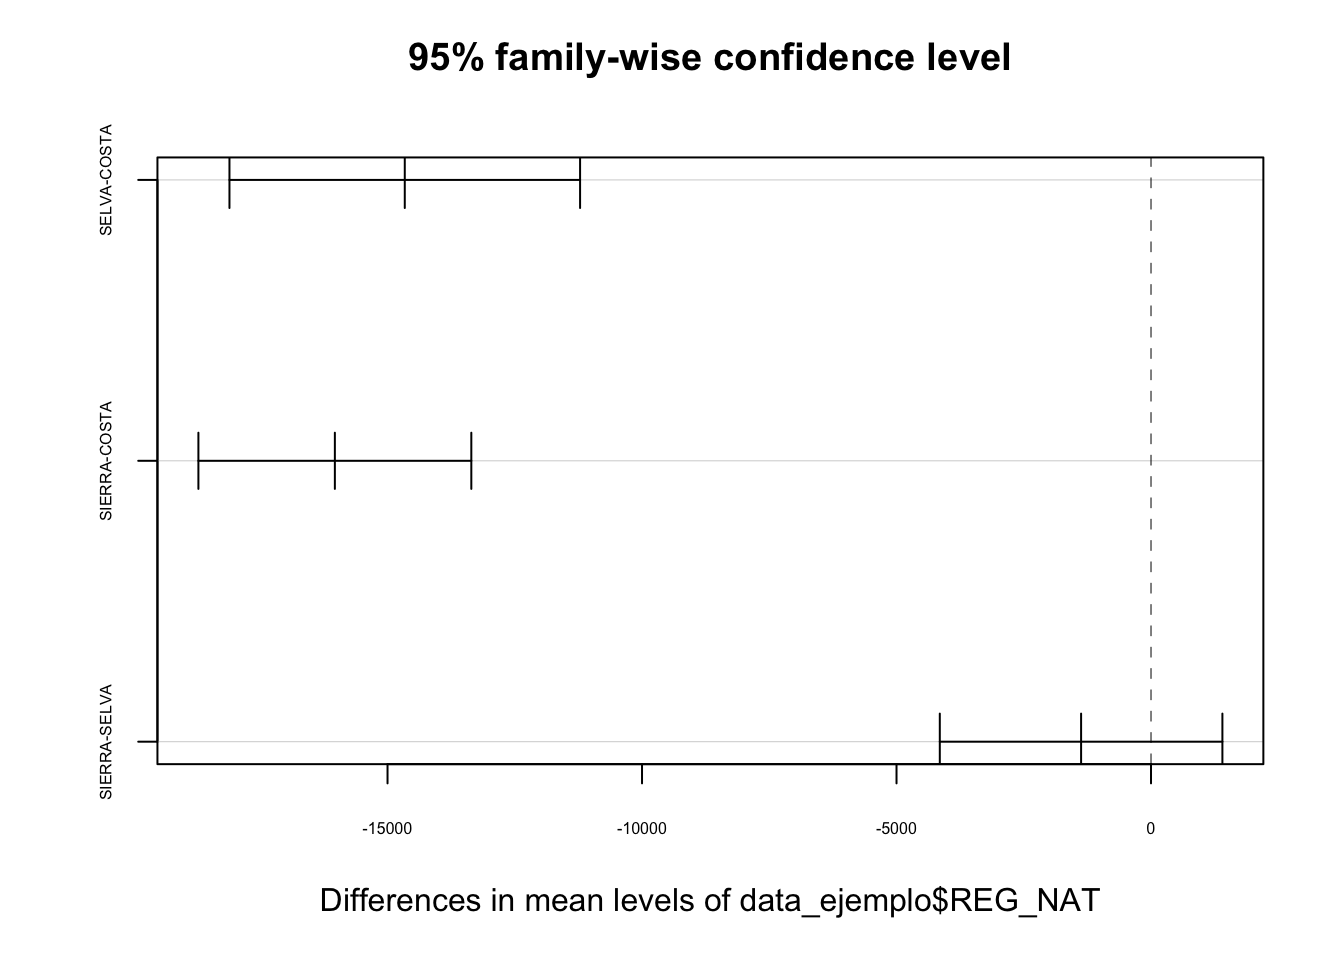 95% family-wise confidence level
SELVA-COSTA
SIERRA-COSTA
SIERRA-SELVA
-15000
-10000
-5000
0
Differences in mean levels of data_ejemplo$REG_NAT